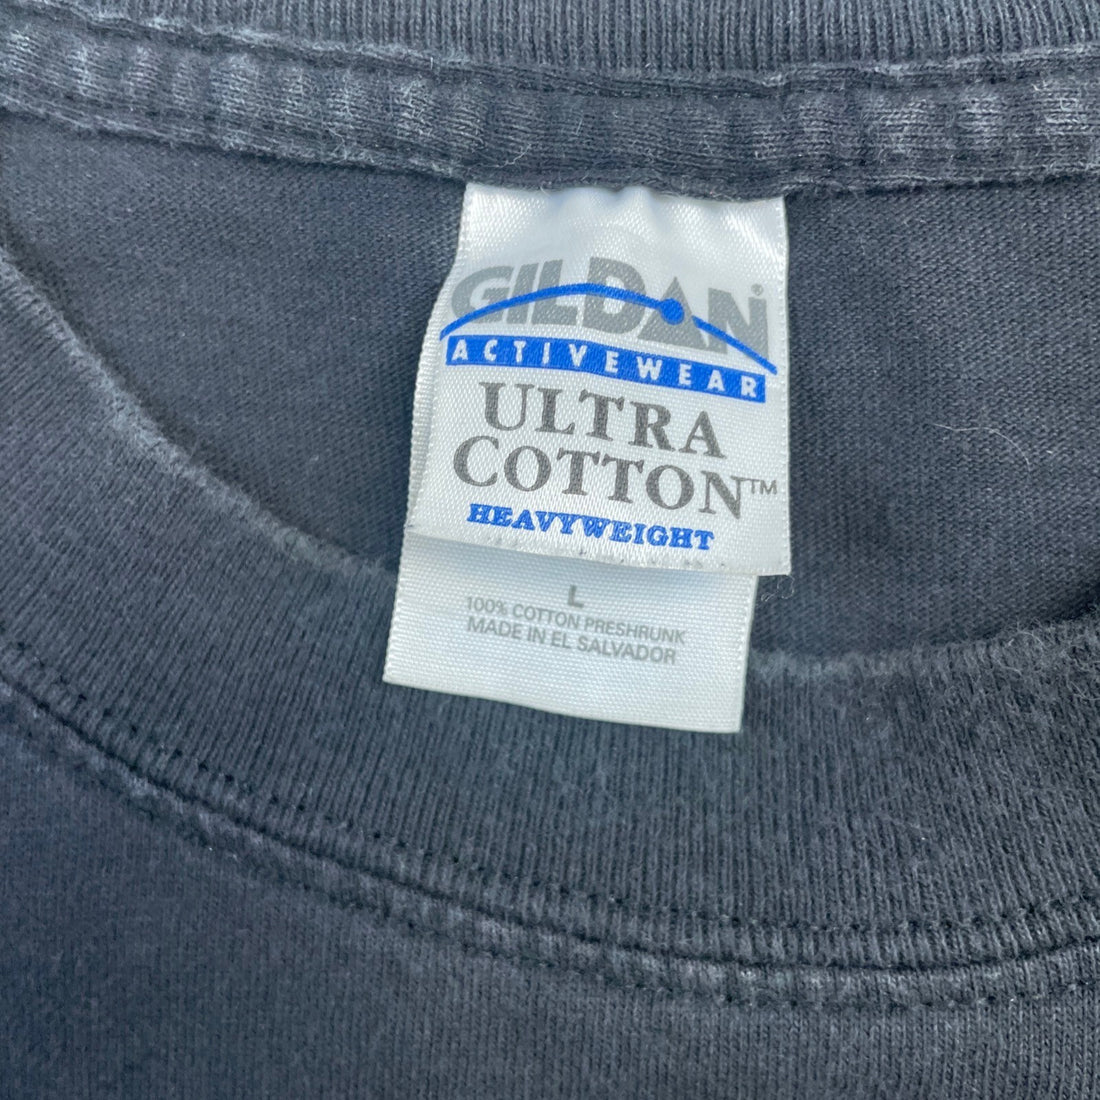 GILDAN®
ACTIVEWEAR
ULTRA
COTTON™
HEAVYWEIGHT
L
100% COTTON PRESHRUNK
MADE IN EL SALVADOR